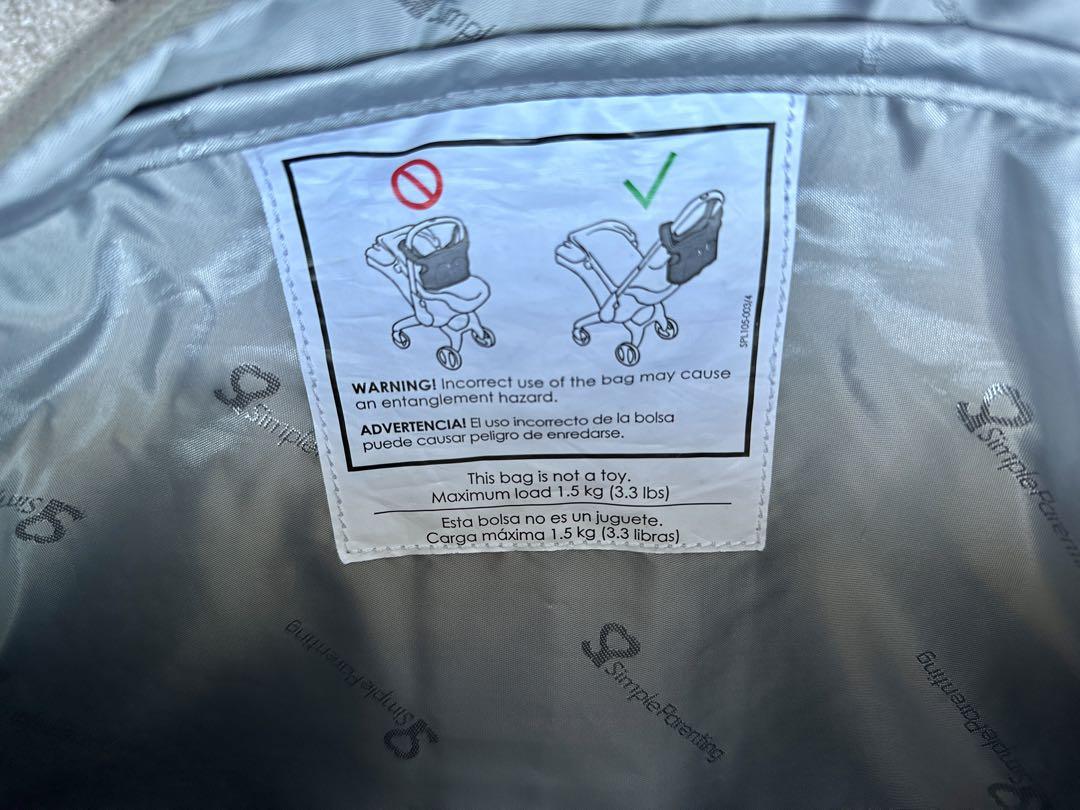 Simple
WARNING! Incorrect use of the bag may cause
an entanglement hazard.
ADVERTENCIA! El uso incorrecto de la bolsa
puede causar peligro de enredarse.
SPL105-003/4
This bag is not a toy.
Maximum load 1.5 kg (3.3 lbs)
Esta bolsa no es un juguete.
Carga máxima 1.5 kg (3.3 libras)
Simple
SimpleParenting
SimpleParenting
SimpleParenting
SimpleParenting